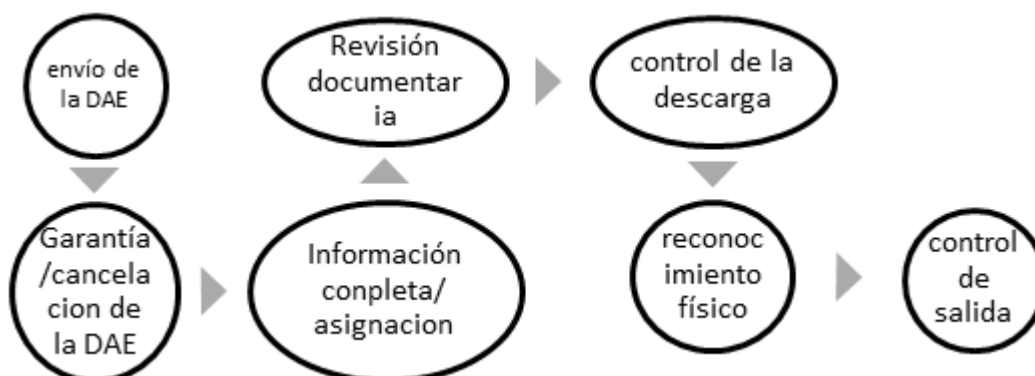 envío de
la DAE
Garantía
/cancela
cion de
la DAE
Información
conpleta/
asignacion
Revisión
documentar
ia
control de la
descarga
reconoc
imiento
físico
control
de
salida